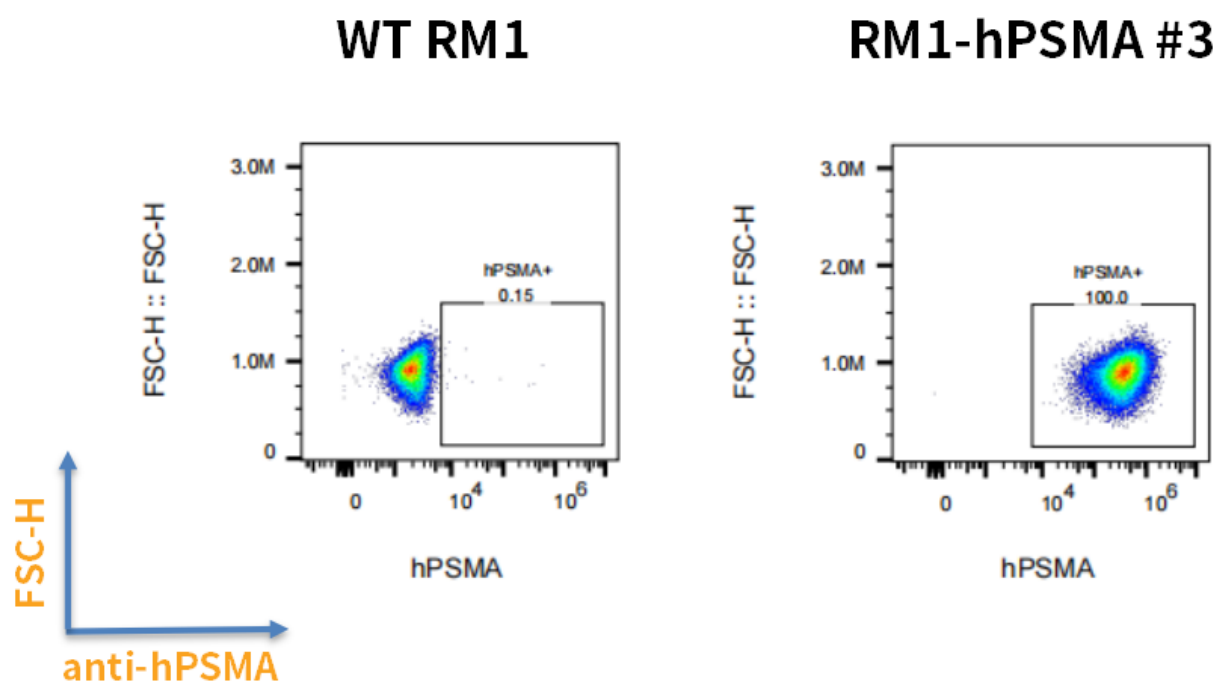 WT RM1
RM1-hPSMA #3
FSC-H :: FSC-H
3.0M
2.0M
1.0M
0
hPSMA+
0.15
0
10^4
10^6
hPSMA
FSC-H :: FSC-H
3.0M
2.0M
1.0M
0
hPSMA+
100.0
0
10^4
10^6
hPSMA
FSC-H
anti-hPSMA